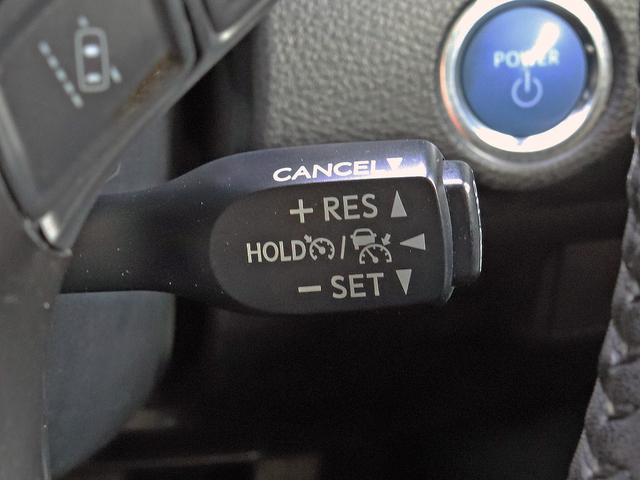 POWER
CANCEL
+ RES
HOLD /
- SET